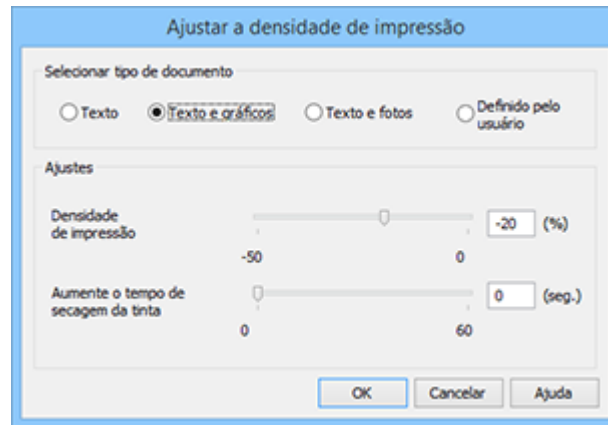 Ajustar a densidade de impressão
Selecionar tipo de documento
Texto
Texto e gráficos
Texto e fotos
Definido pelo
usuário
Ajustes
Densidade
de impressão
-20 (%)
-50 0
Aumente o tempo de
secagem da tinta
0 (seg.)
0 60
OK Cancelar Ajuda